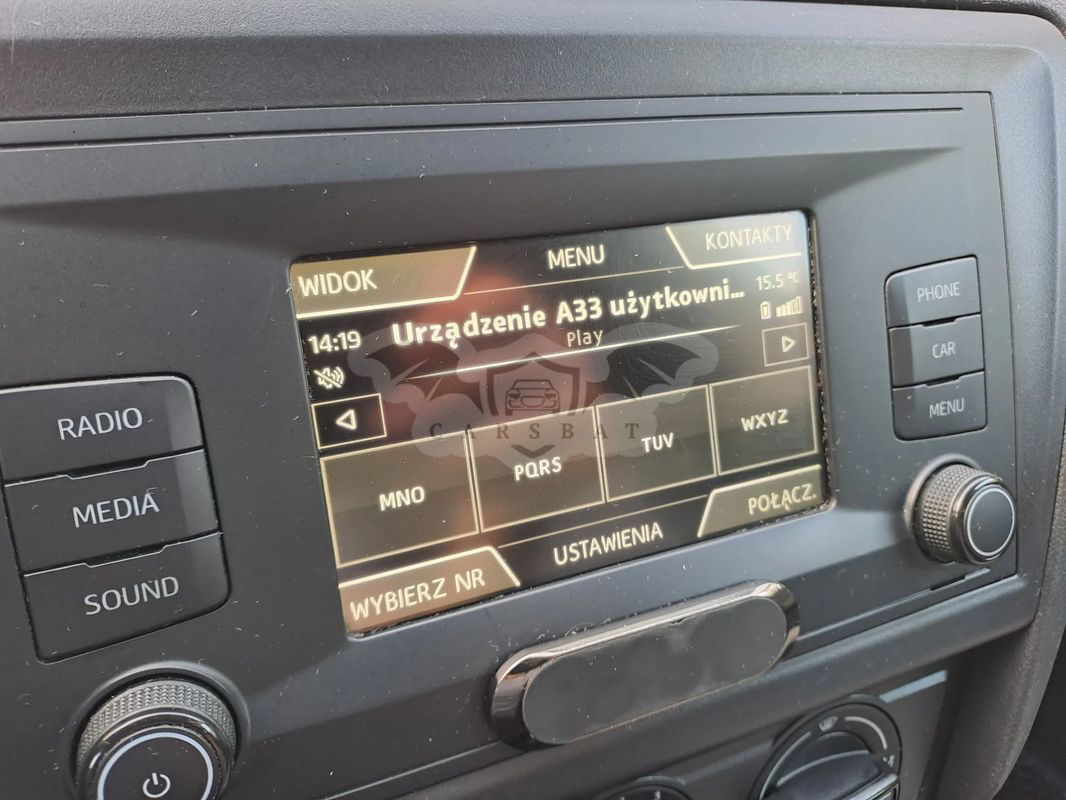 WIDOK
MENU
KONTAKTY
14:19
Urządzenie A33 użytkowni...
15.5 °C
Play
CARSBAT
MNO
PQRS
TUV
WXYZ
WYBIERZ NR
USTAWIENIA
POŁĄCZ.
RADIO
MEDIA
SOUND
PHONE
CAR
MENU